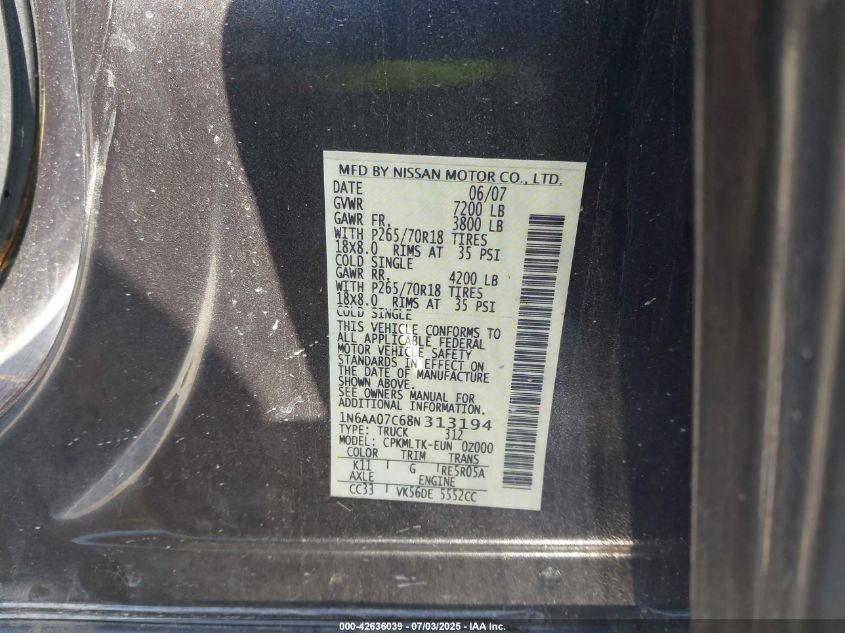 MFD BY NISSAN MOTOR CO., LTD.
DATE 06/07
GVWR 7200 LB
GAWR FR, 3800 LB
WITH P265/70R18 TIRES
18X8.0 RIMS AT 35 PSI
COLD SINGLE
GAWR RR, 4200 LB
WITH P265/70R18 TIRES
18X8.0 RIMS AT 35 PSI
COLD SINGLE
THIS VEHICLE CONFORMS TO
ALL APPLICABLE FEDERAL
MOTOR VEHICLE SAFETY
STANDARDS IN EFFECT ON
THE DATE OF MANUFACTURE
SHOWN ABOVE.
SEE OWNERS MANUAL FOR
ADDITIONAL INFORMATION.
1N6AA07C68N313194
TYPE: TRUCK 312
MODEL: CPKMLTK-EUN 0Z000
COLOR TRIM TRANS
K11 G RE5R05A
AXLE ENGINE
CC33 VK56DE 5552CC
000-42636039 - 07/03/2025 - IAA Inc.